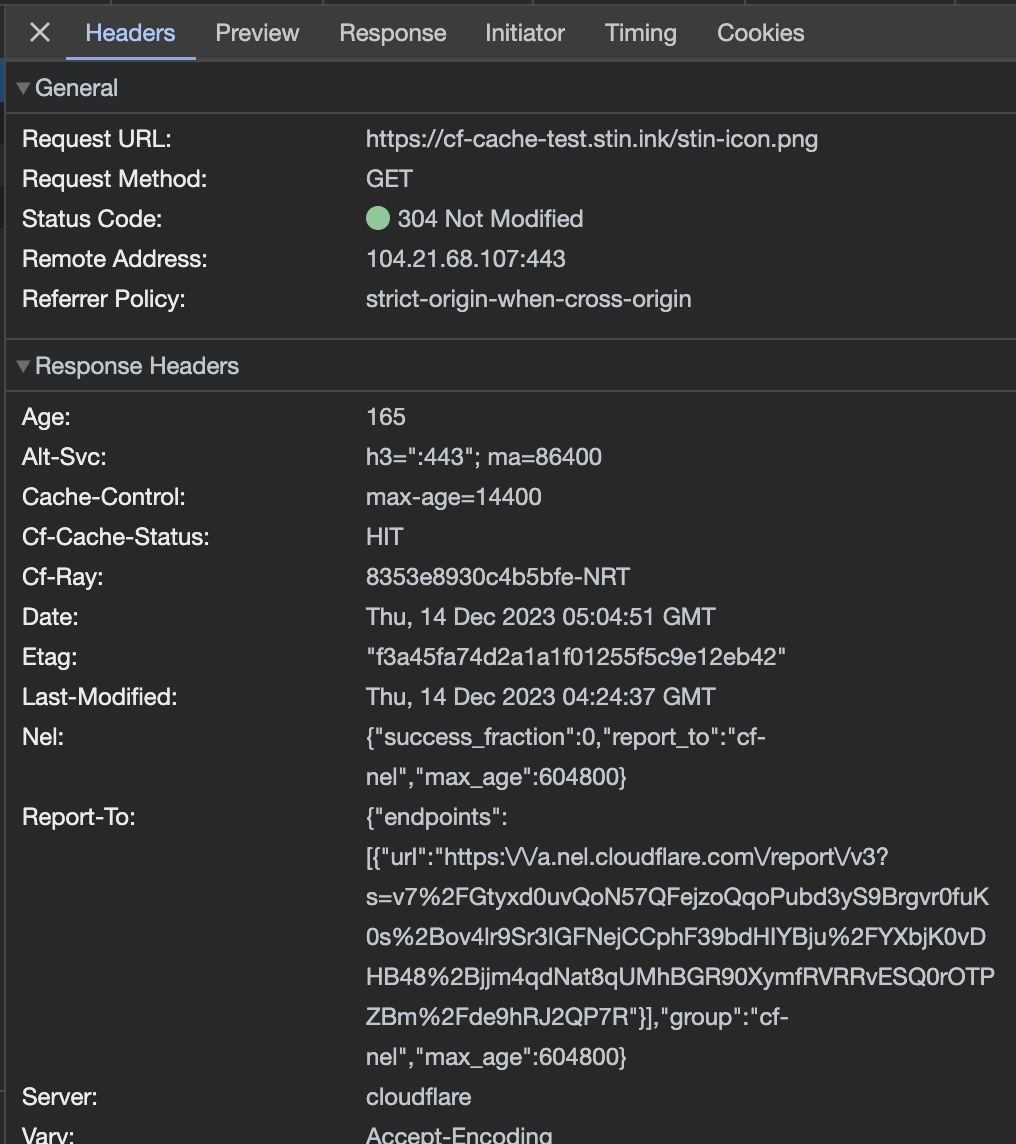 Headers Preview Response Initiator Timing Cookies
General
Request URL: https://cf-cache-test.stin.ink/stin-icon.png
Request Method: GET
Status Code: 304 Not Modified
Remote Address: 104.21.68.107:443
Referrer Policy: strict-origin-when-cross-origin
Response Headers
Age: 165
Alt-Svc: h3=":443"; ma=86400
Cache-Control: max-age=14400
Cf-Cache-Status: HIT
Cf-Ray: 8353e8930c4b5bfe-NRT
Date: Thu, 14 Dec 2023 05:04:51 GMT
Etag: "f3a45fa74d2a1a1f01255f5c9e12eb42"
Last-Modified: Thu, 14 Dec 2023 04:24:37 GMT
Nel: {"success_fraction":0,"report_to":"cf-
nel","max_age":604800}
Report-To: {"endpoints":
[{"url":"https:\/\/a.nel.cloudflare.com\/report\/v3?
s=v7%2FGtyxd0uvQoN57QFejzoQqoPubd3yS9Brgvr0fuK
0s%2Bov4lr9Sr3IGFNejCCphF39bdHIYBju%2FYXbjK0vD
HB48%2Bjjm4qdNat8qUMhBGR90XymfRVRRvESQ0rOTP
ZBm%2Fde9hRJ2QP7R"}],"group":"cf-
nel","max_age":604800}
Server: cloudflare
Vary: Accept-Encoding